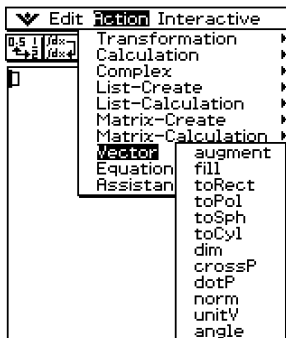 Edit Action Interactive
Transformation
Calculation
Complex
List-Create
List-Calculation
Matrix-Create
Matrix-Calculation
Vector
Equation
Assistan
augment
fill
toRect
toPol
toSph
toCyl
dim
crossP
dotP
norm
unitV
angle